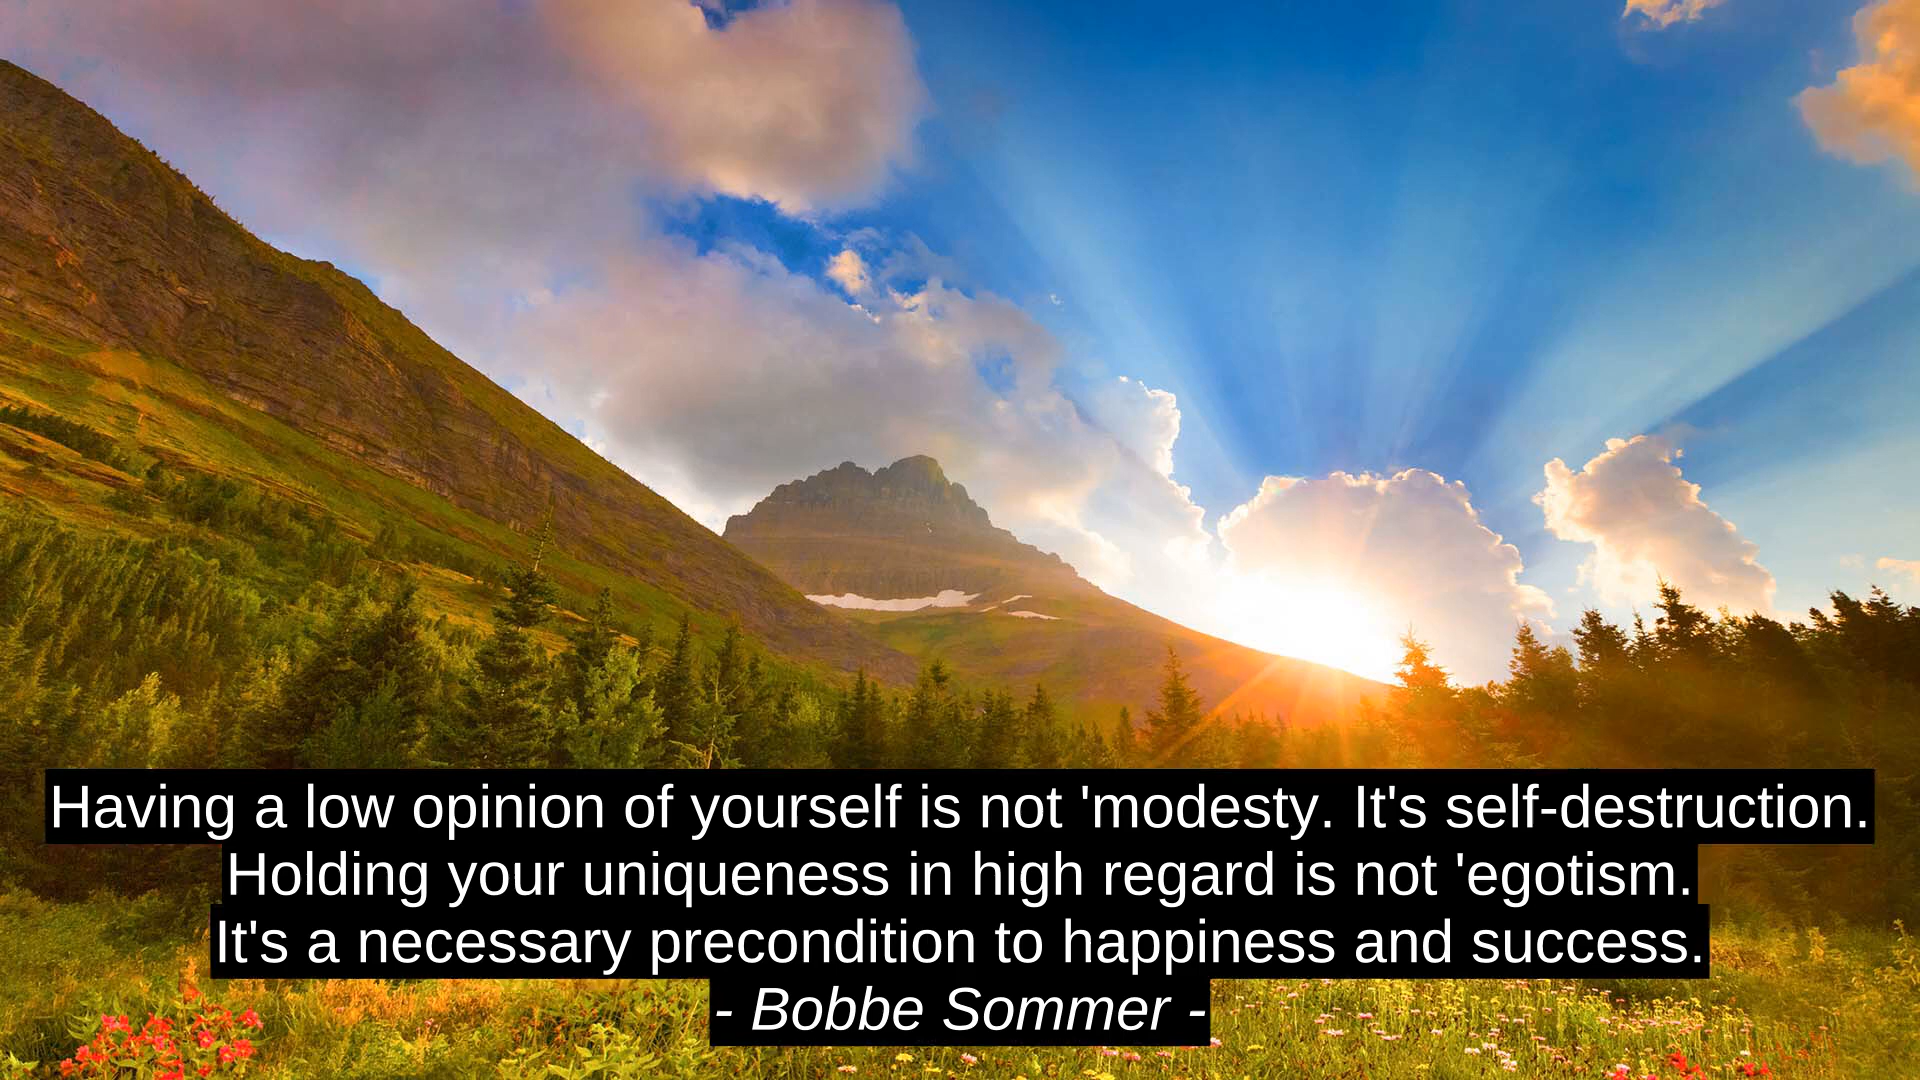 Having a low opinion of yourself is not 'modesty. It's self-destruction.
Holding your uniqueness in high regard is not 'egotism.
It's a necessary precondition to happiness and success.
- Bobbe Sommer -